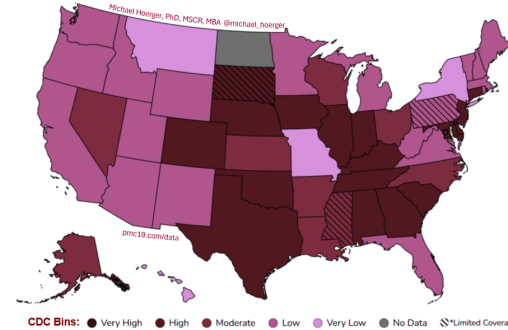 Michael Hoerger, PhD, MSCR, MBA @michael_hoerger
pmc19.com/data
CDC Bins: Very High High Moderate Low Very Low No Data *Limited Covera